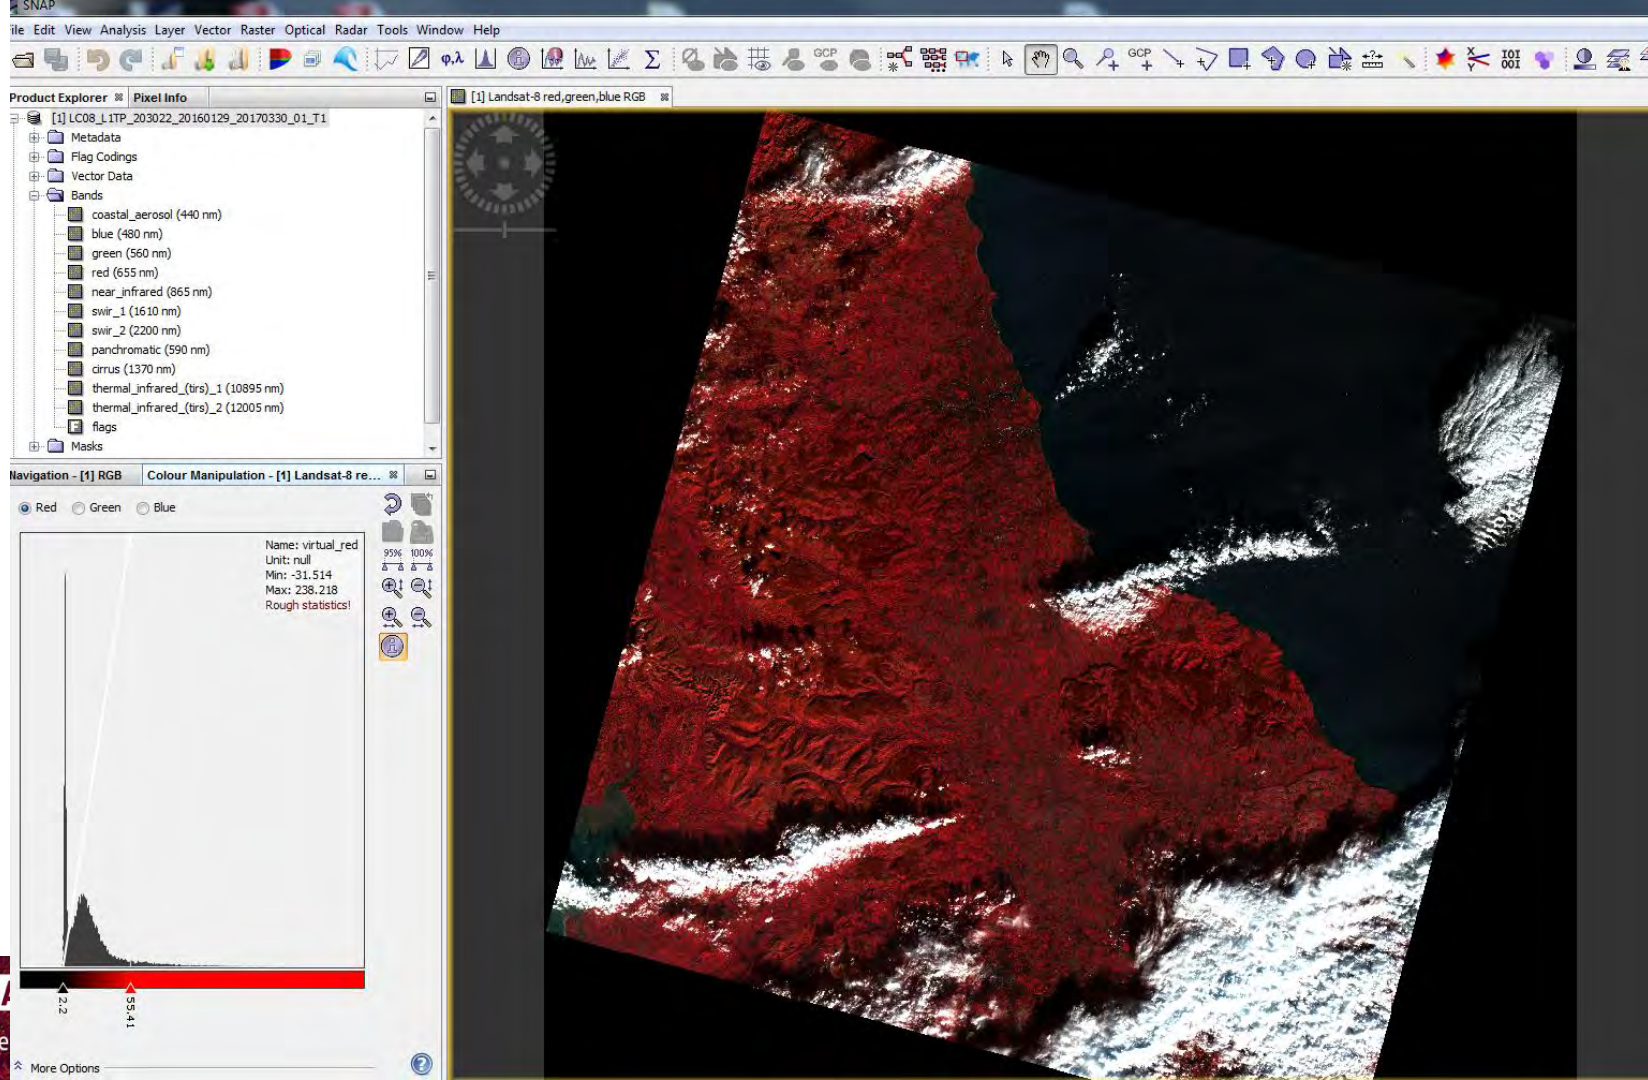 SNAP
ile Edit View Analysis Layer Vector Raster Optical Radar Tools Window Help
φ,λ Σ GCP GCP
Product Explorer Pixel Info
[1] Landsat-8 red,green,blue RGB
[1] LC08_L1TP_203022_20160129_20170330_01_T1
Metadata
Flag Codings
Vector Data
Bands
coastal_aerosol (440 nm)
blue (480 nm)
green (560 nm)
red (655 nm)
near_infrared (865 nm)
swir_1 (1610 nm)
swir_2 (2200 nm)
panchromatic (590 nm)
cirrus (1370 nm)
thermal_infrared_(tirs)_1 (10895 nm)
thermal_infrared_(tirs)_2 (12005 nm)
flags
Masks
Navigation - [1] RGB Colour Manipulation - [1] Landsat-8 re...
Red Green Blue
Name: virtual_red
Unit: null
Min: -31.514
Max: 238.218
Rough statistics!
95% 100%
2.2 55.41
More Options